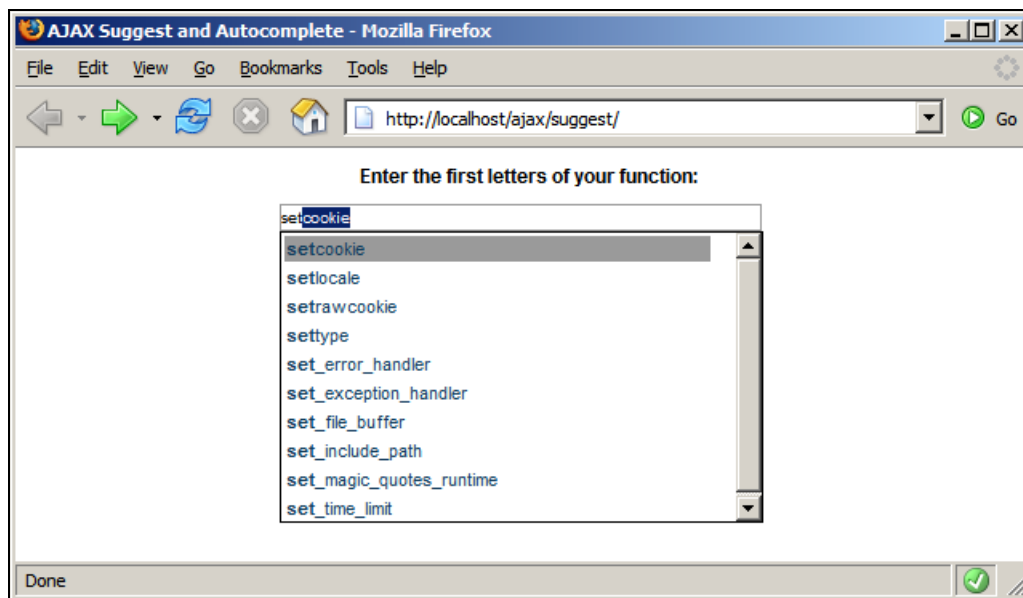 AJAX Suggest and Autocomplete - Mozilla Firefox
File Edit View Go Bookmarks Tools Help
http://localhost/ajax/suggest/ Go
Enter the first letters of your function:
setcookie
setcookie
setlocale
setrawcookie
settype
set_error_handler
set_exception_handler
set_file_buffer
set_include_path
set_magic_quotes_runtime
set_time_limit
Done